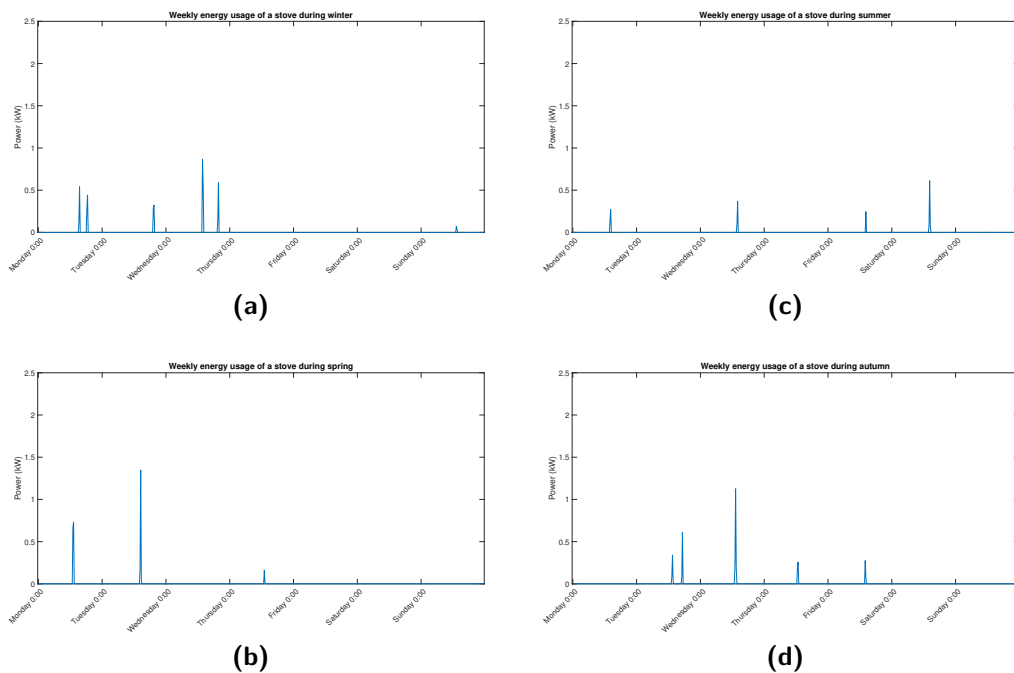 Weekly energy usage of a stove during winter
2.5
2
1.5
1
0.5
0
Power (kW)
Monday 0:00
Tuesday 0:00
Wednesday 0:00
Thursday 0:00
Friday 0:00
Saturday 0:00
Sunday 0:00
(a)
Weekly energy usage of a stove during summer
2.5
2
1.5
1
0.5
0
Power (kW)
Monday 0:00
Tuesday 0:00
Wednesday 0:00
Thursday 0:00
Friday 0:00
Saturday 0:00
Sunday 0:00
(c)
Weekly energy usage of a stove during spring
2.5
2
1.5
1
0.5
0
Power (kW)
Monday 0:00
Tuesday 0:00
Wednesday 0:00
Thursday 0:00
Friday 0:00
Saturday 0:00
Sunday 0:00
(b)
Weekly energy usage of a stove during autumn
2.5
2
1.5
1
0.5
0
Power (kW)
Monday 0:00
Tuesday 0:00
Wednesday 0:00
Thursday 0:00
Friday 0:00
Saturday 0:00
Sunday 0:00
(d)